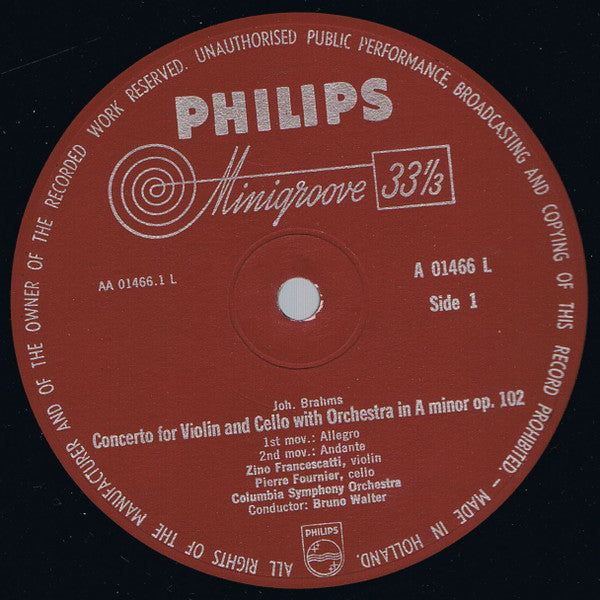 ALL RIGHTS OF THE MANUFACTURER AND OF THE OWNER OF THE RECORDED WORK RESERVED. UNAUTHORISED PUBLIC PERFORMANCE, BROADCASTING AND COPYING OF THIS RECORD PROHIBITED. – MADE IN HOLLAND.
PHILIPS
Minigroove 33⅓
AA 01466.1 L
A 01466 L
Side 1
Joh. Brahms
Concerto for Violin and Cello with Orchestra in A minor op. 102
1st mov.: Allegro
2nd mov.: Andante
Zino Francescatti, violin
Pierre Fournier, cello
Columbia Symphony Orchestra
Conductor: Bruno Walter
PHILIPS